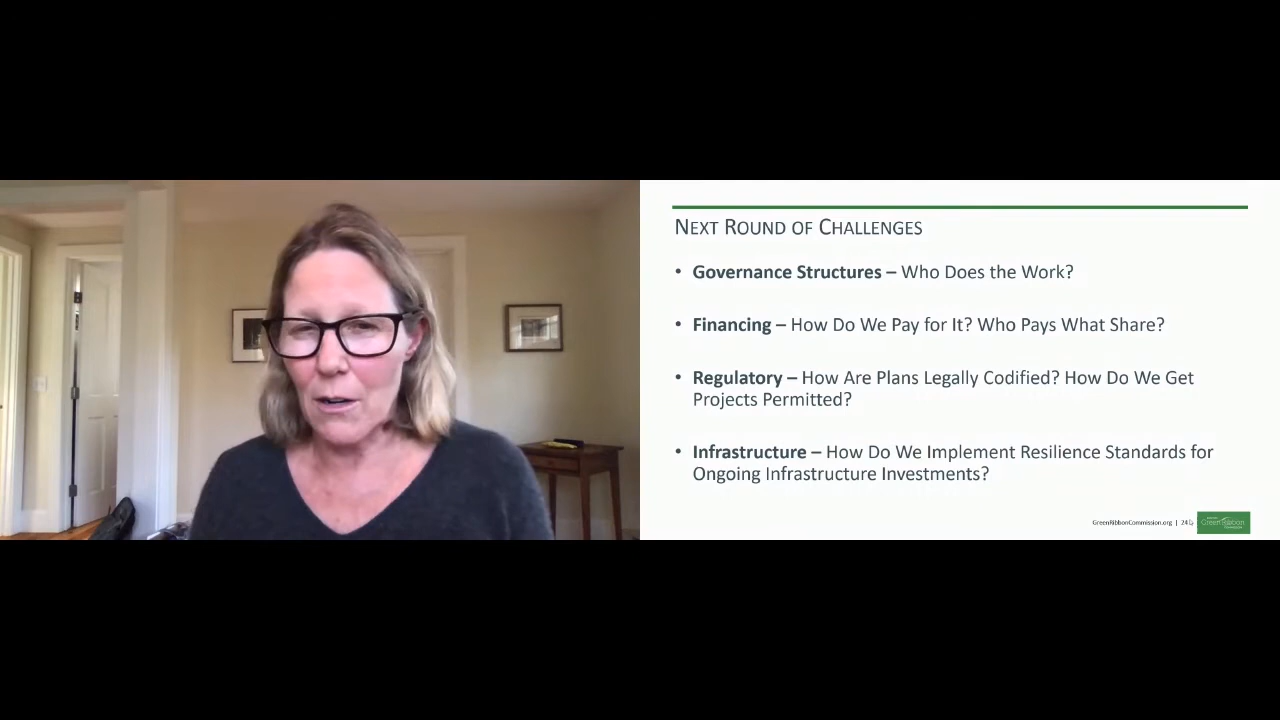 NEXT ROUND OF CHALLENGES
• Governance Structures – Who Does the Work?
• Financing – How Do We Pay for It? Who Pays What Share?
• Regulatory – How Are Plans Legally Codified? How Do We Get
Projects Permitted?
• Infrastructure – How Do We Implement Resilience Standards for
Ongoing Infrastructure Investments?
GreenRibbonCommission.org | 24
GreenRibbon